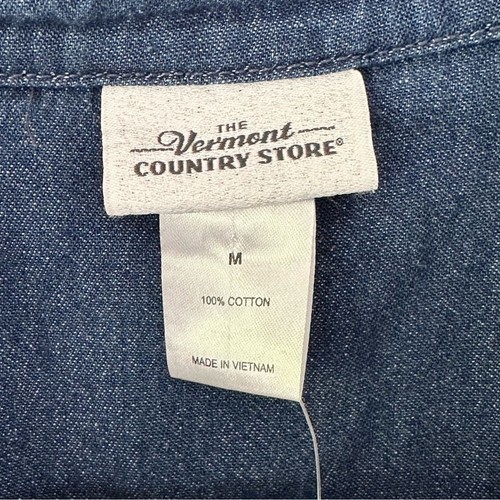 THE
Vermont
COUNTRY STORE®
M
100% COTTON
MADE IN VIETNAM